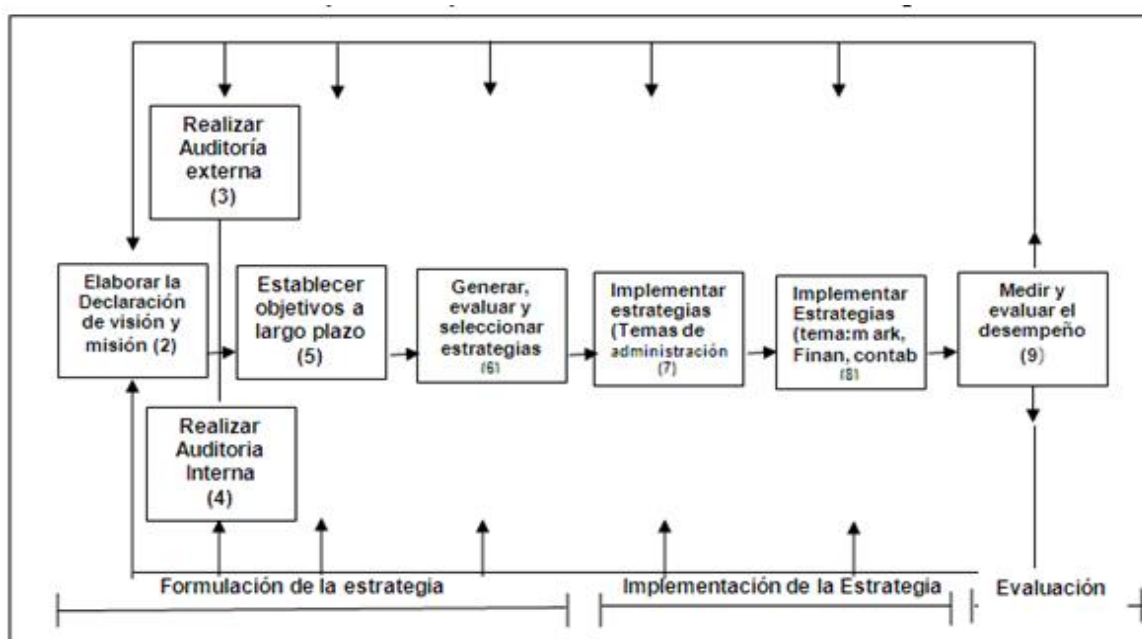 Realizar
Auditoría
externa
(3)
Elaborar la
Declaración
de visión y
misión (2)
Establecer
objetivos a
largo plazo
(5)
Generar,
evaluar y
seleccionar
estrategias
(6)
Implementar
estrategias
(Temas de
administración
(7)
Implementar
Estrategias
(tema:m ark,
Finan, contab
(8)
Medir y
evaluar el
desempeño
(9)
Realizar
Auditoria
Interna
(4)
Formulación de la estrategia
Implementación de la Estrategia
Evaluación